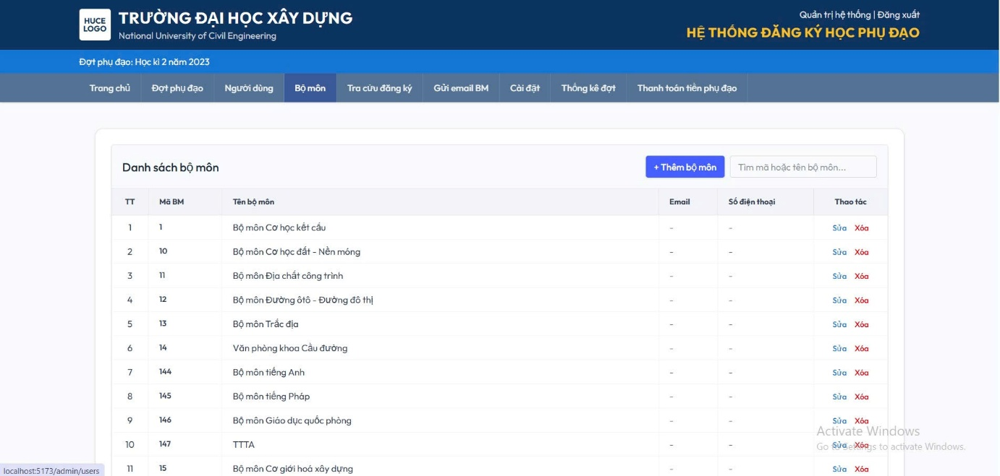 HUCE LOGO
TRƯỜNG ĐẠI HỌC XÂY DỰNG
National University of Civil Engineering
Quản trị hệ thống | Đăng xuất
HỆ THỐNG ĐĂNG KÝ HỌC PHỤ ĐẠO
Đợt phụ đạo: Học kì 2 năm 2023
Trang chủ Đợt phụ đạo Người dùng Bộ môn Tra cứu đăng ký Gửi email BM Cài đặt Thống kê đợt Thanh toán tiền phụ đạo
Danh sách bộ môn + Thêm bộ môn Tìm mã hoặc tên bộ môn...
TT Mã BM Tên bộ môn Email Số điện thoại Thao tác
1 1 Bộ môn Cơ học kết cấu - - Sửa Xóa
2 10 Bộ môn Cơ học đất - Nền móng - - Sửa Xóa
3 11 Bộ môn Địa chất công trình - - Sửa Xóa
4 12 Bộ môn Đường ôtô - Đường đô thị - - Sửa Xóa
5 13 Bộ môn Trắc địa - - Sửa Xóa
6 14 Văn phòng khoa Cầu đường - - Sửa Xóa
7 144 Bộ môn tiếng Anh - - Sửa Xóa
8 145 Bộ môn tiếng Pháp - - Sửa Xóa
9 146 Bộ môn Giáo dục quốc phòng - - Sửa Xóa
10 147 TTTA - - Sửa Xóa
11 15 Bộ môn Cơ giới hoá xây dựng - - Sửa Xóa
Activate Windows
Go to Settings to activate Windows.
localhost:5173/admin/users